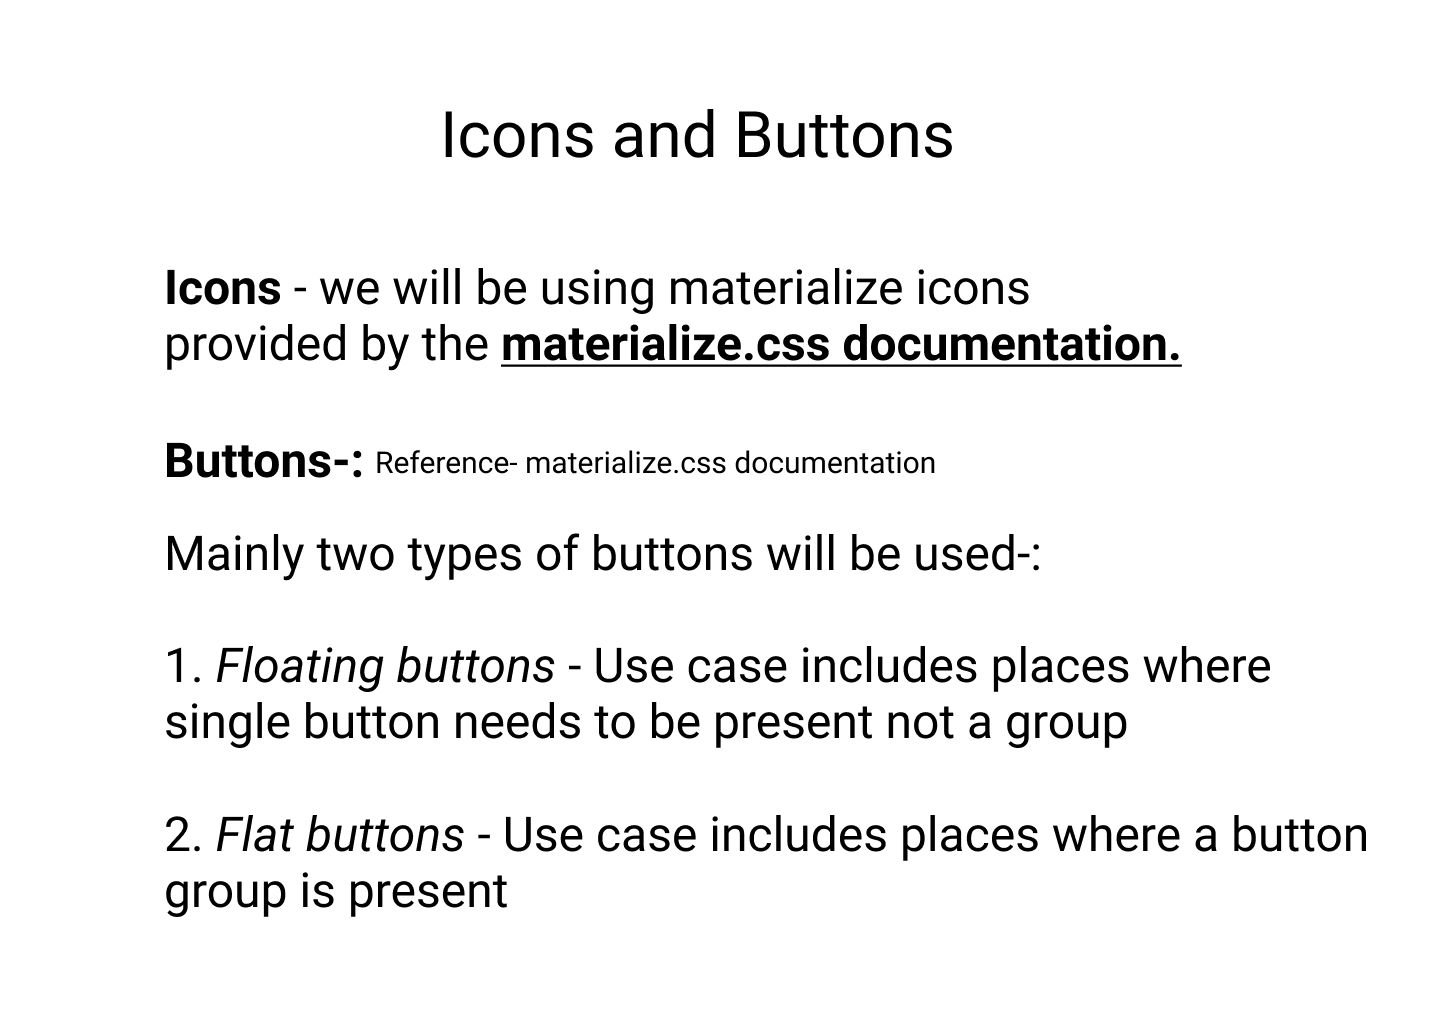 Icons and Buttons
Icons - we will be using materialize icons
provided by the materialize.css documentation.
Buttons-: Reference- materialize.css documentation
Mainly two types of buttons will be used-:
1. Floating buttons - Use case includes places where
single button needs to be present not a group
2. Flat buttons - Use case includes places where a button
group is present